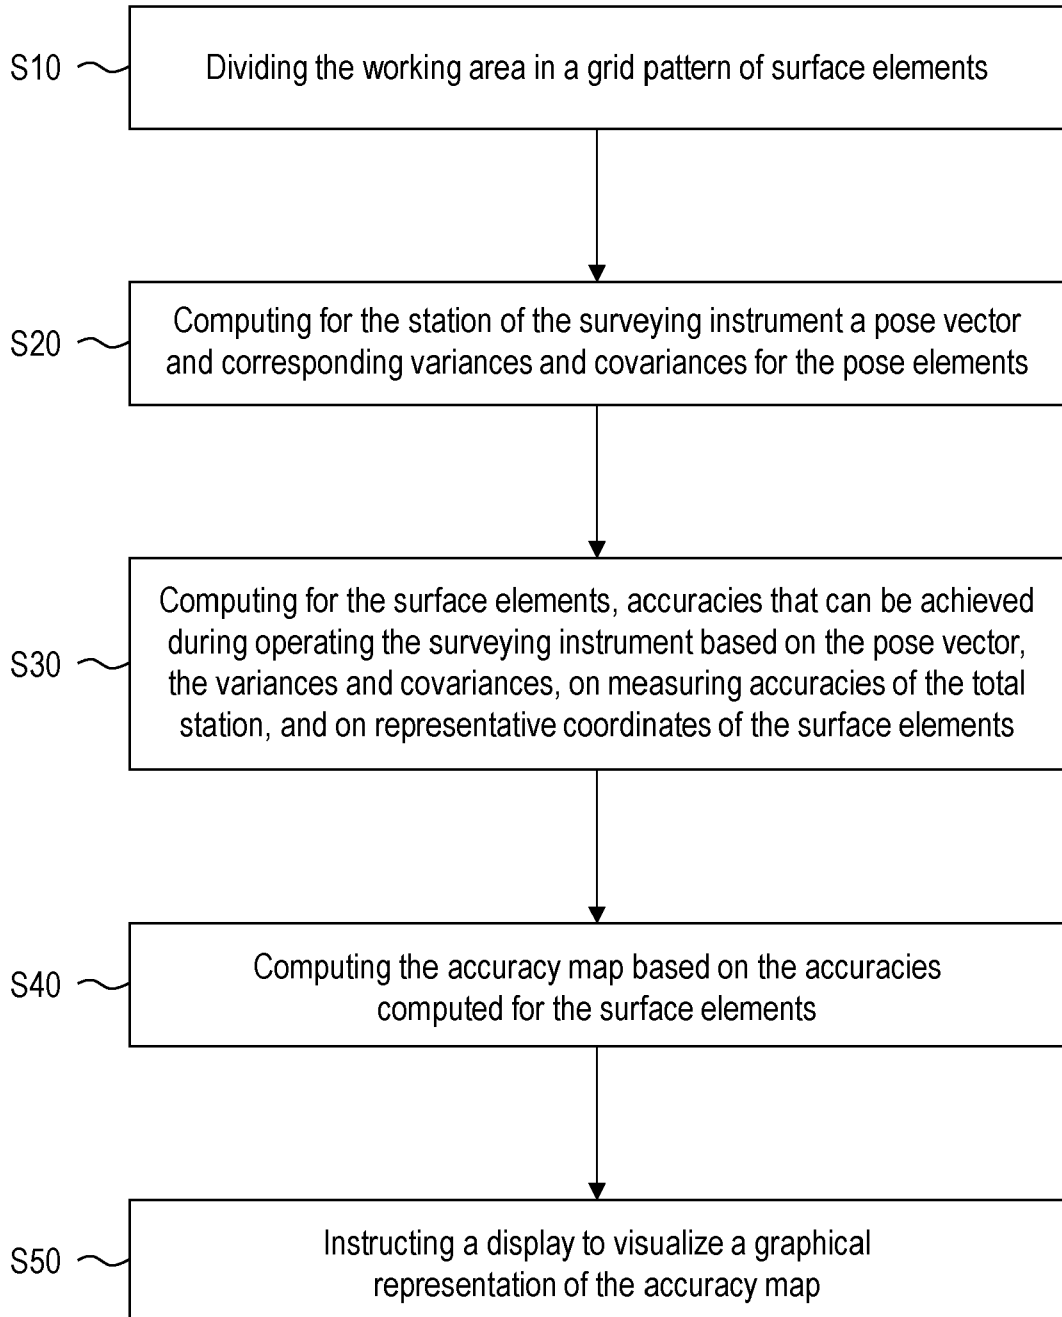 S10
Dividing the working area in a grid pattern of surface elements
S20
Computing for the station of the surveying instrument a pose vector
and corresponding variances and covariances for the pose elements
S30
Computing for the surface elements, accuracies that can be achieved
during operating the surveying instrument based on the pose vector,
the variances and covariances, on measuring accuracies of the total
station, and on representative coordinates of the surface elements
S40
Computing the accuracy map based on the accuracies
computed for the surface elements
S50
Instructing a display to visualize a graphical
representation of the accuracy map